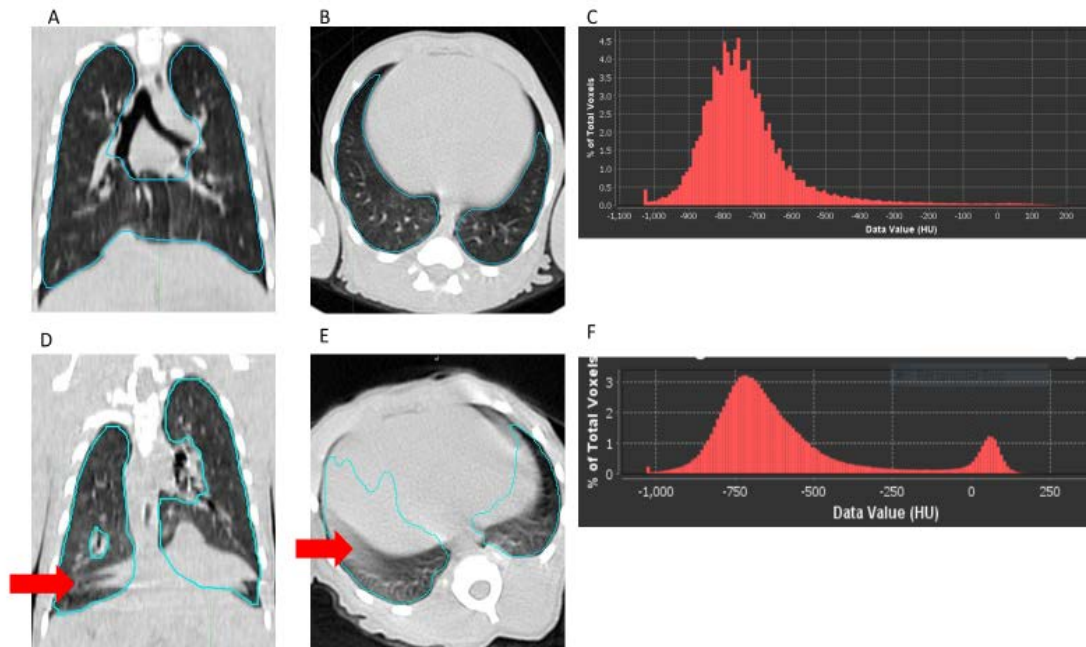 A
B
C
4.5
4.0
3.5
3.0
2.5
2.0
1.5
1.0
0.5
0.0
% of Total Voxels
-1,100 -1,000 -900 -800 -700 -600 -500 -400 -300 -200 -100 0 100 200
Data Value (HU)
D
E
F
3
2
1
0
% of Total Voxels
-1,000 -750 -500 -250 0 250
Data Value (HU)